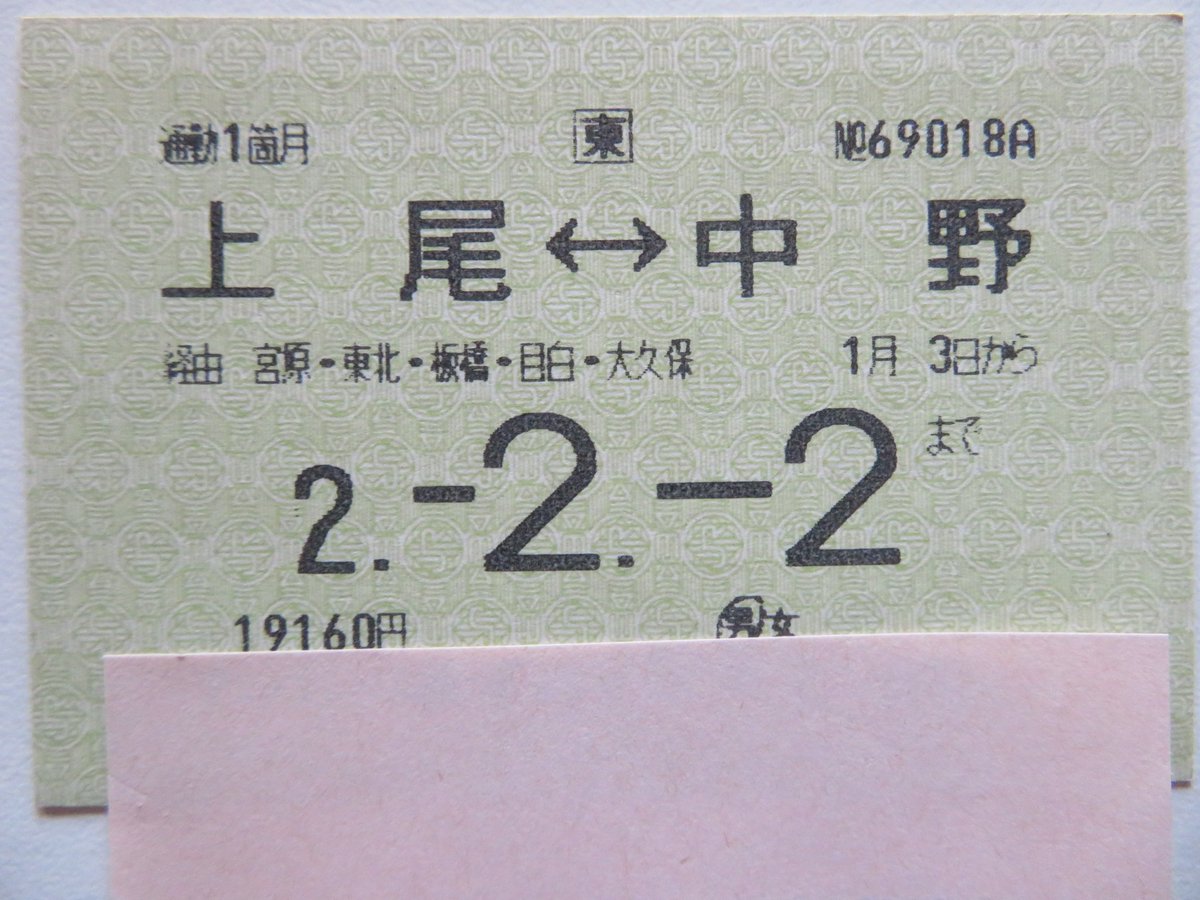 通勤1箇月 東 №69018A
上尾↔中野
経由 宮原・東北・板橋・目白・大久保 1月 3日から
2.-2.-2まで
19160円 男女